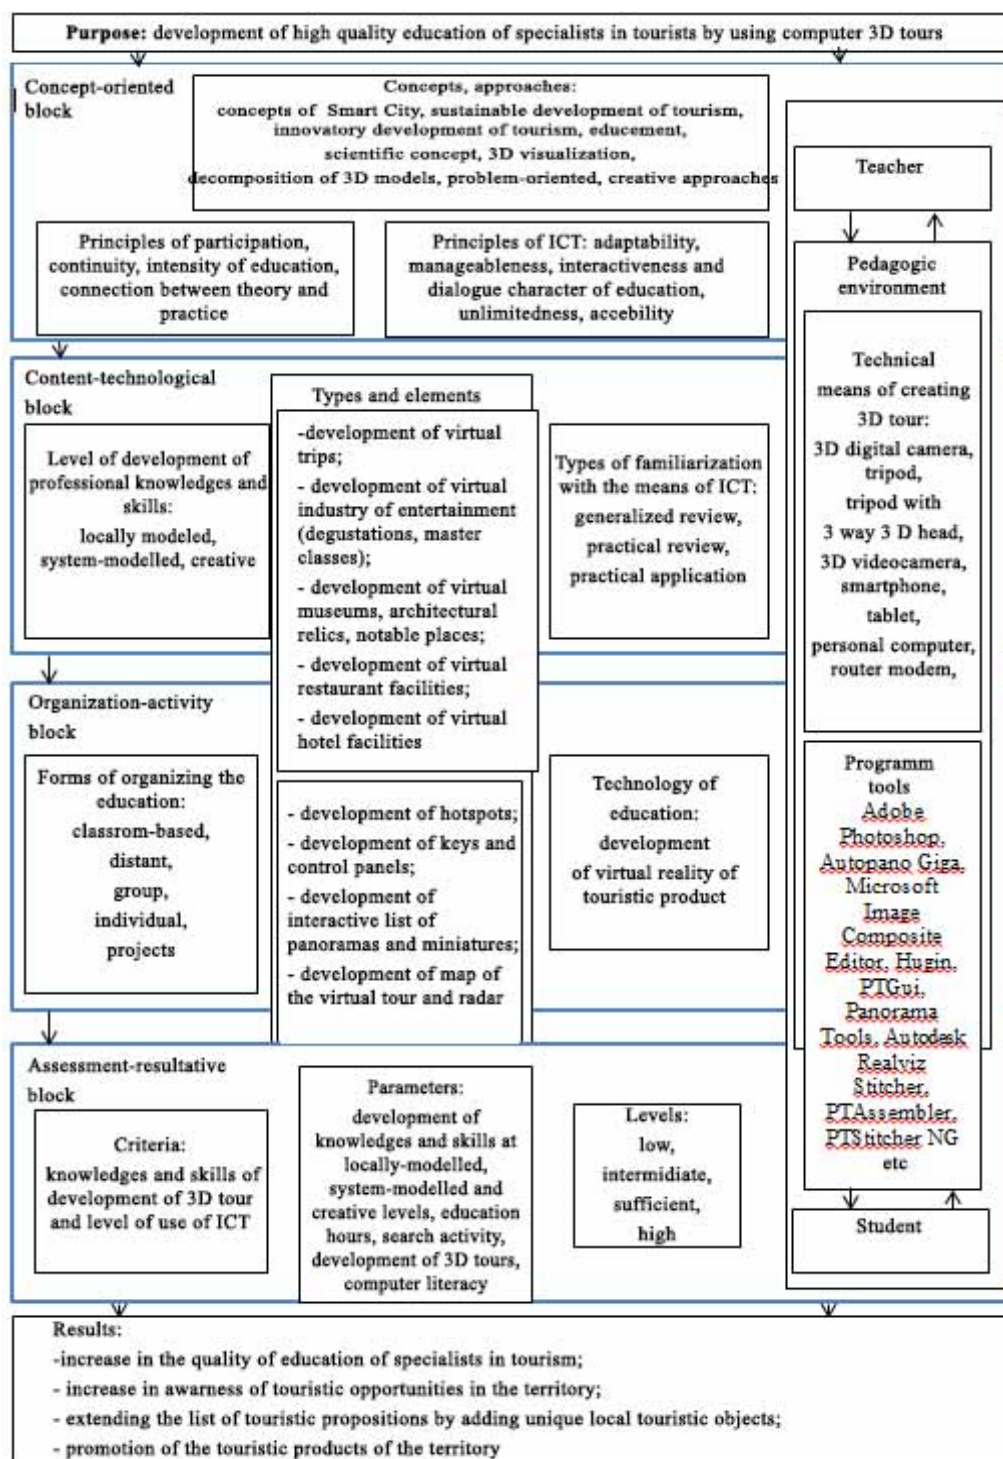 Purpose: development of high quality education of specialists in tourists by using computer 3D tours
Concept-oriented
block
Concepts, approaches:
concepts of Smart City, sustainable development of tourism,
innovatory development of tourism, educement,
scientific concept, 3D visualization,
decomposition of 3D models, problem-oriented, creative approaches
Principles of participation,
continuity, intensity of education,
connection between theory and
practice
Principles of ICT: adaptability,
manageableness, interactiveness and
dialogue character of education,
unlimitedness, accebility
Content-technological
block
Level of development of
professional knowledges and
skills:
locally modeled,
system-modelled, creative
Types and elements
-development of virtual
trips;
- development of virtual
industry of entertainment
(degustations, master
classes);
- development of virtual
museums, architectural
relics, notable places;
- development of virtual
restaurant facilities;
- development of virtual
hotel facilities
Types of familiarization
with the means of ICT:
generalized review,
practical review,
practical application
Organization-activity
block
Forms of organizing the
education:
classrom-based,
distant,
group,
individual,
projects
- development of hotspots;
- development of keys and
control panels;
- development of
interactive list of
panoramas and miniatures;
- development of map of
the virtual tour and radar
Technology of
education:
development
of virtual reality of
touristic product
Assessment-resultative
block
Criteria:
knowledges and skills of
development of 3D tour
and level of use of ICT
Parameters:
development of
knowledges and skills at
locally-modelled,
system-modelled and
creative levels, education
hours, search activity,
development of 3D tours,
computer literacy
Levels:
low,
intermidiate,
sufficient,
high
Teacher
Pedagogic
environment
Technical
means of creating
3D tour:
3D digital camera,
tripod,
tripod with
3 way 3 D head,
3D videocamera,
smartphone,
tablet,
personal computer,
router modem,
Programm
tools
Adobe
Photoshop,
Autopano Giga,
Microsoft
Image
Composite
Editor, Hugin,
PTGui,
Panorama
Tools, Autodesk
Realviz
Stitcher,
PTAssembler,
PTStitcher NG
etc
Student
Results:
-increase in the quality of education of specialists in tourism;
- increase in awarness of touristic opportunities in the territory;
- extending the list of touristic propositions by adding unique local touristic objects;
- promotion of the touristic products of the territory